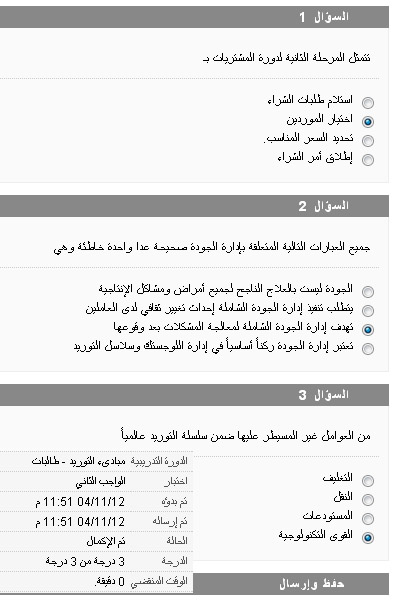 السؤال 1
تتمثل المرحلة الثانية لدورة المشتريات بـ
استلام طلبات الشراء
اختيار الموردين
تحديد السعر المناسب.
إطلاق أمر الشراء
السؤال 2
جميع العبارات التالية المتعلقة بإدارة الجودة صحيحة عدا واحدة خاطئة وهي
الجودة ليست بالعلاج الناجح لجميع أمراض ومشاكل الإنتاجية
يتطلب تنفيذ إدارة الجودة الشاملة إحداث تغيير ثقافي لدى العاملين
تهدف إدارة الجودة الشاملة لمعالجة المشكلات بعد وقوعها
تعتبر إدارة الجودة ركناً أساسياً في إدارة اللوجستك وسلاسل التوريد
السؤال 3
من العوامل غير المسيطر عليها ضمن سلسلة التوريد عالمياً
التغليف
النقل
المستودعات
القوى التكنولوجية
الدورة التدريبية مبادىء التوريد - طالبات
اختبار الواجب الثاني
تم بدؤه 04/11/12 11:51 م
تم إرساله 04/11/12 11:51 م
الحالة تم الإكمال
الدرجة 3 درجة من 3 درجة
الوقت المنقضي 0 دقيقة.
حفظ وإرسال